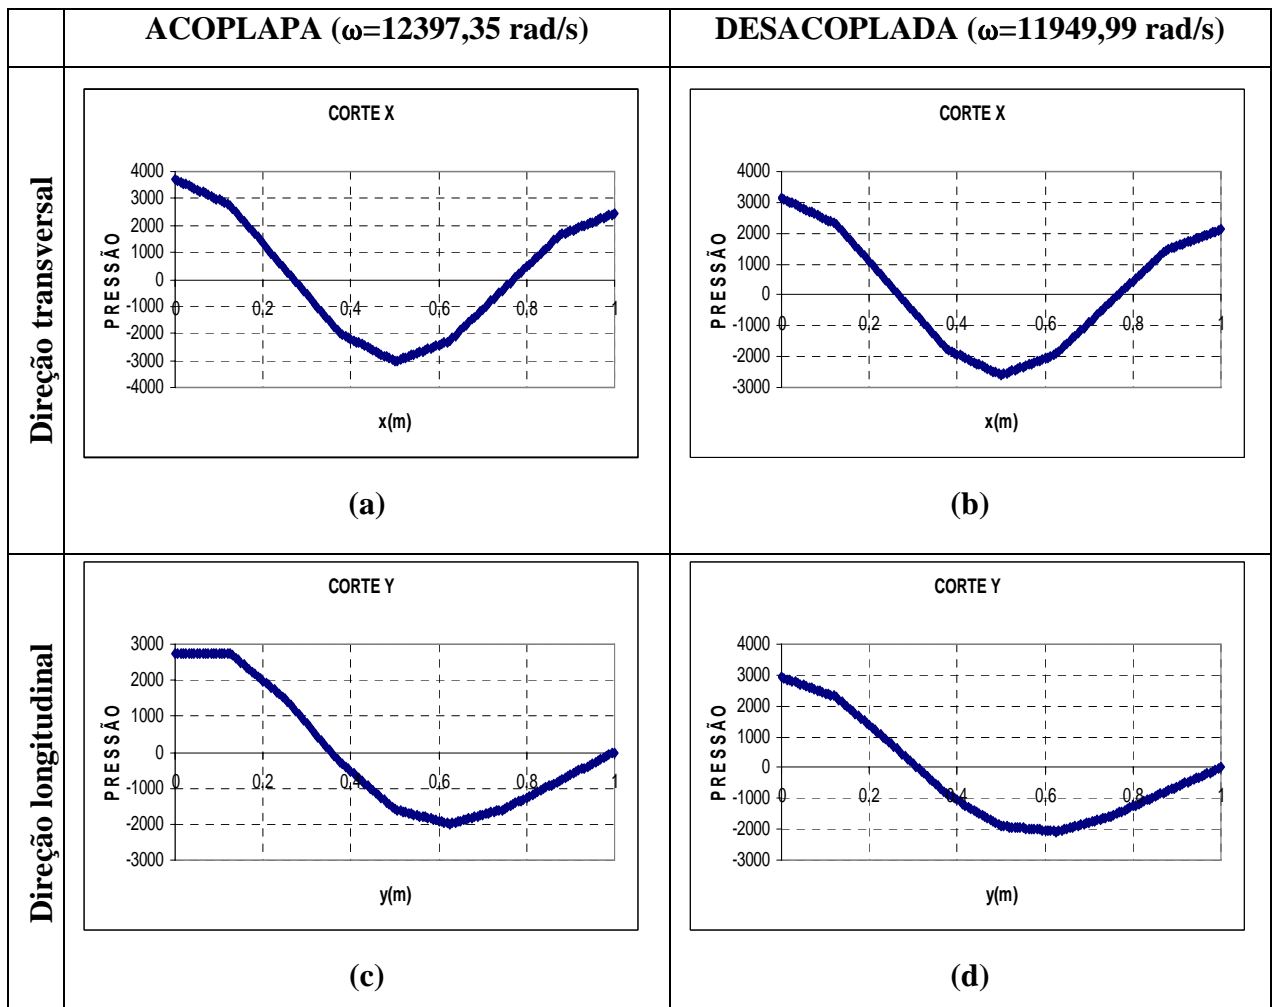 ACOPLAPA (ω=12397,35 rad/s)
DESACOPLADA (ω=11949,99 rad/s)
Direção transversal
CORTE X
4000
3000
2000
1000
0
-1000
-2000
-3000
-4000
PRESSÃO
0
0,2
0,4
0,6
0,8
1
x(m)
(a)
CORTE X
4000
3000
2000
1000
0
-1000
-2000
-3000
PRESSÃO
0
0,2
0,4
0,6
0,8
1
x(m)
(b)
Direção longitudinal
CORTE Y
3000
2000
1000
0
-1000
-2000
-3000
PRESSÃO
0
0,2
0,4
0,6
0,8
1
y(m)
(c)
CORTE Y
4000
3000
2000
1000
0
-1000
-2000
-3000
PRESSÃO
0
0,2
0,4
0,6
0,8
1
y(m)
(d)